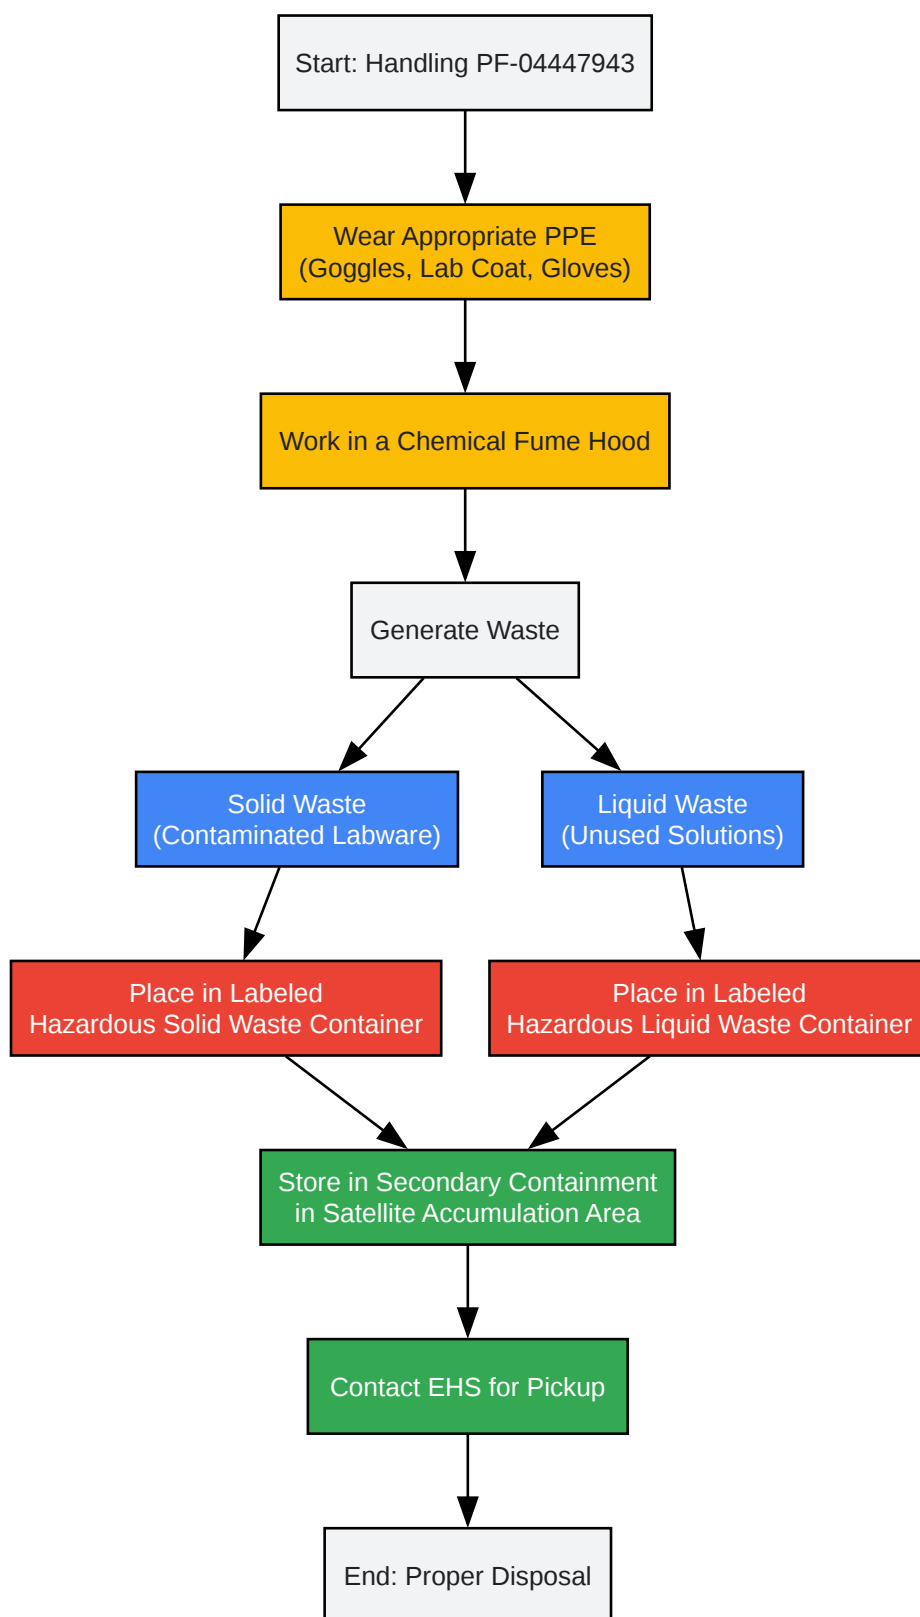 Start: Handling PF-04447943
Wear Appropriate PPE
(Goggles, Lab Coat, Gloves)
Work in a Chemical Fume Hood
Generate Waste
Solid Waste
(Contaminated Labware)
Liquid Waste
(Unused Solutions)
Place in Labeled
Hazardous Solid Waste Container
Place in Labeled
Hazardous Liquid Waste Container
Store in Secondary Containment
in Satellite Accumulation Area
Contact EHS for Pickup
End: Proper Disposal